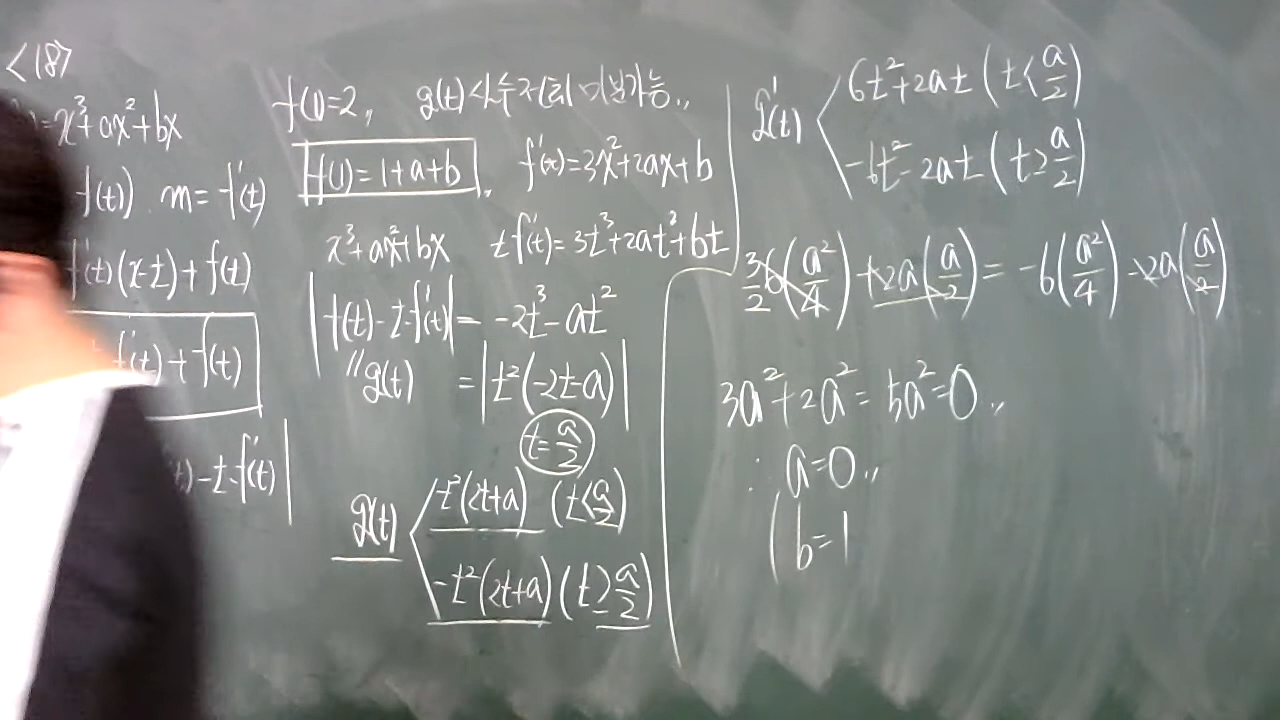 <18>
)=x³+ax²+bx
f(t)) m=f'(t)
f'(t)(x-t)+f(t)
f'(t)+f(t)
)-t·f'(t)|
f(1)=2,, g(t)<실수전체 미분가능,,
f(1)=1+a+b, f'(x)=3x²+2ax+b
x³+ax²+bx tf'(t)=3t³+2at²+bt
|f(t)-t·f'(t)|= -2t³-at²
"g(t) =|t²(-2t-a)|
t=a/2
g(t) < t²(2t+a) (t<a/2)
-t²(2t+a) (t≥a/2)
g'(t) < 6t²+2at (t<a/2)
-6t²-2at (t≥a/2)
3/2 6(a²/4)+2a(a/2)= -6(a²/4)-2a(a/2)
3a²+2a²=5a²=0,,
∴ a=0,,
( b=1